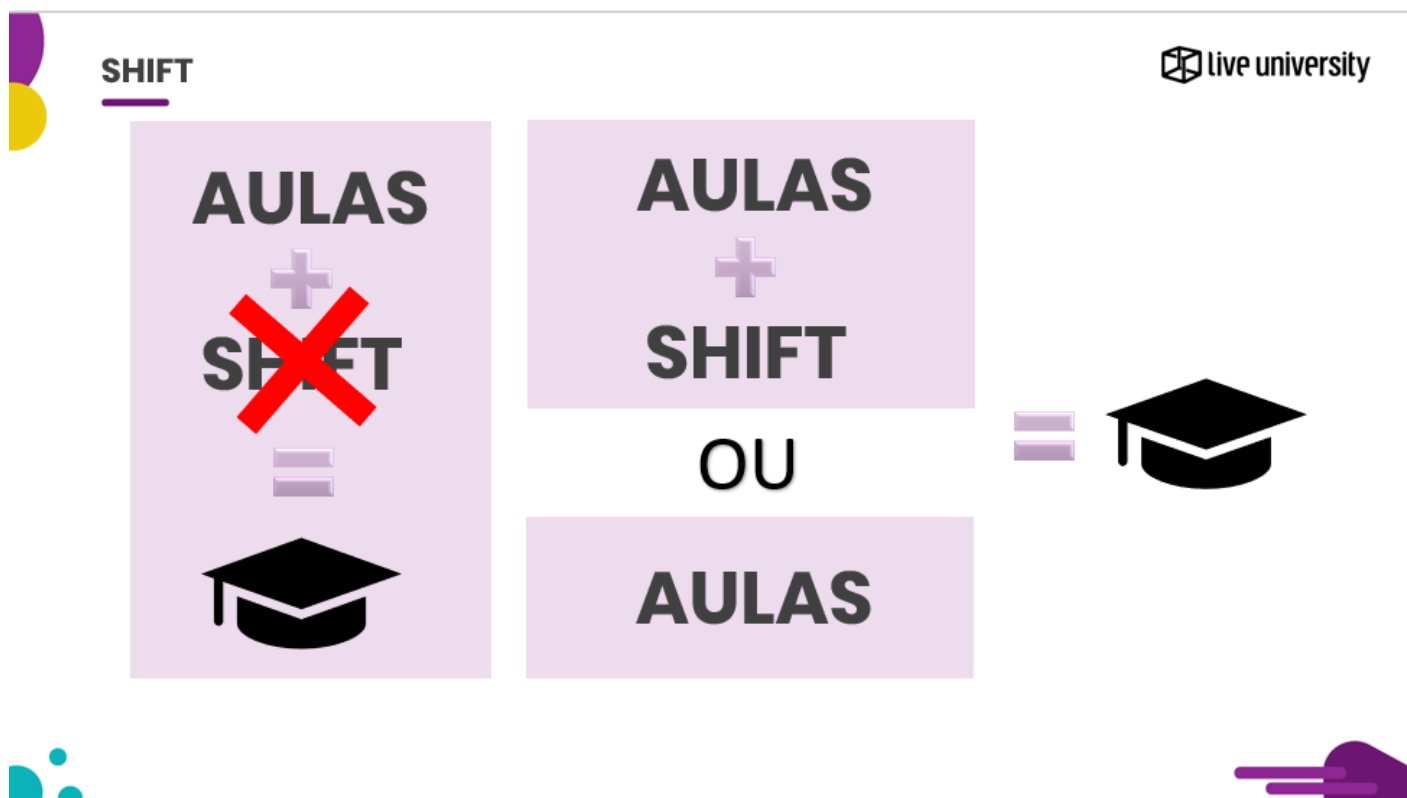 SHIFT
live university
AULAS
+
SHIFT
=
AULAS
+
SHIFT
OU
AULAS
=